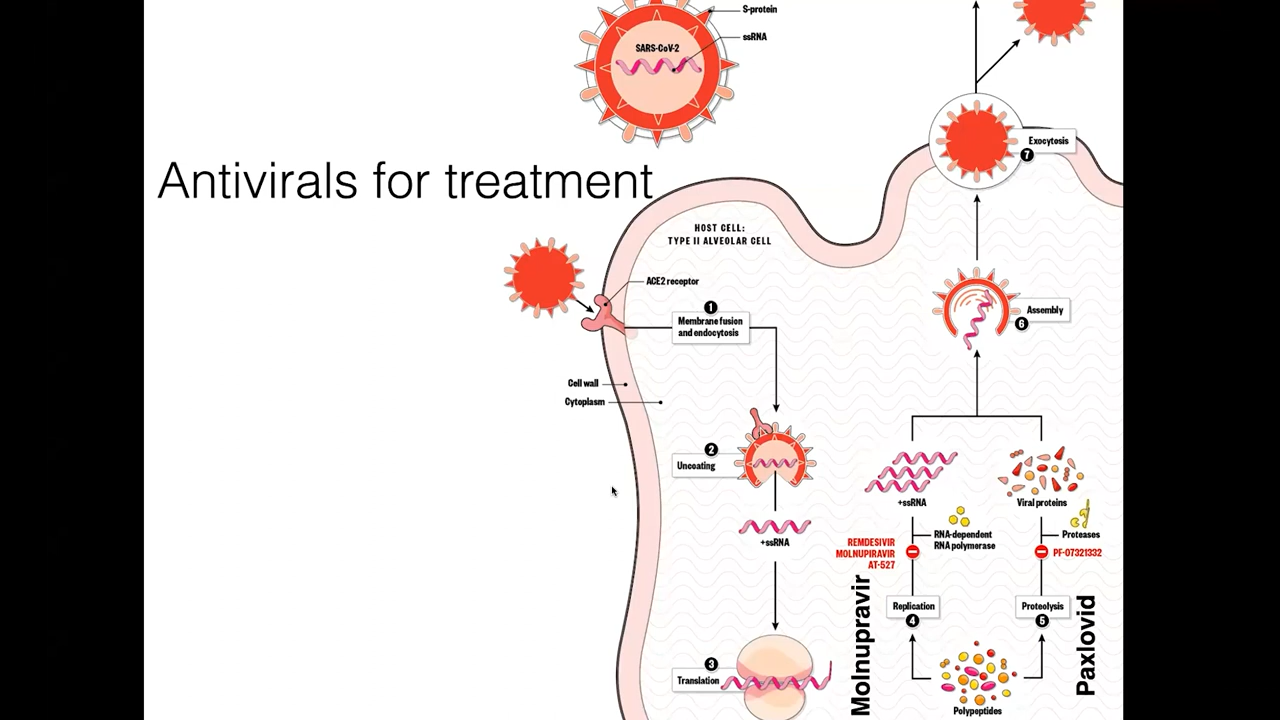 S-protein
ssRNA
SARS-CoV-2
Antivirals for treatment
Exocytosis
7
HOST CELL:
TYPE II ALVEOLAR CELL
ACE2 receptor
1
Membrane fusion
and endocytosis
Assembly
6
Cell wall
Cytoplasm
2
Uncoating
+ssRNA
3
Translation
+ssRNA
Viral proteins
RNA-dependent
RNA polymerase
Proteases
REMDESIVIR
MOLNUPIRAVIR
AT-527
PF-07321332
Replication
4
Proteolysis
5
Molnupravir
Paxlovid
Polypeptides